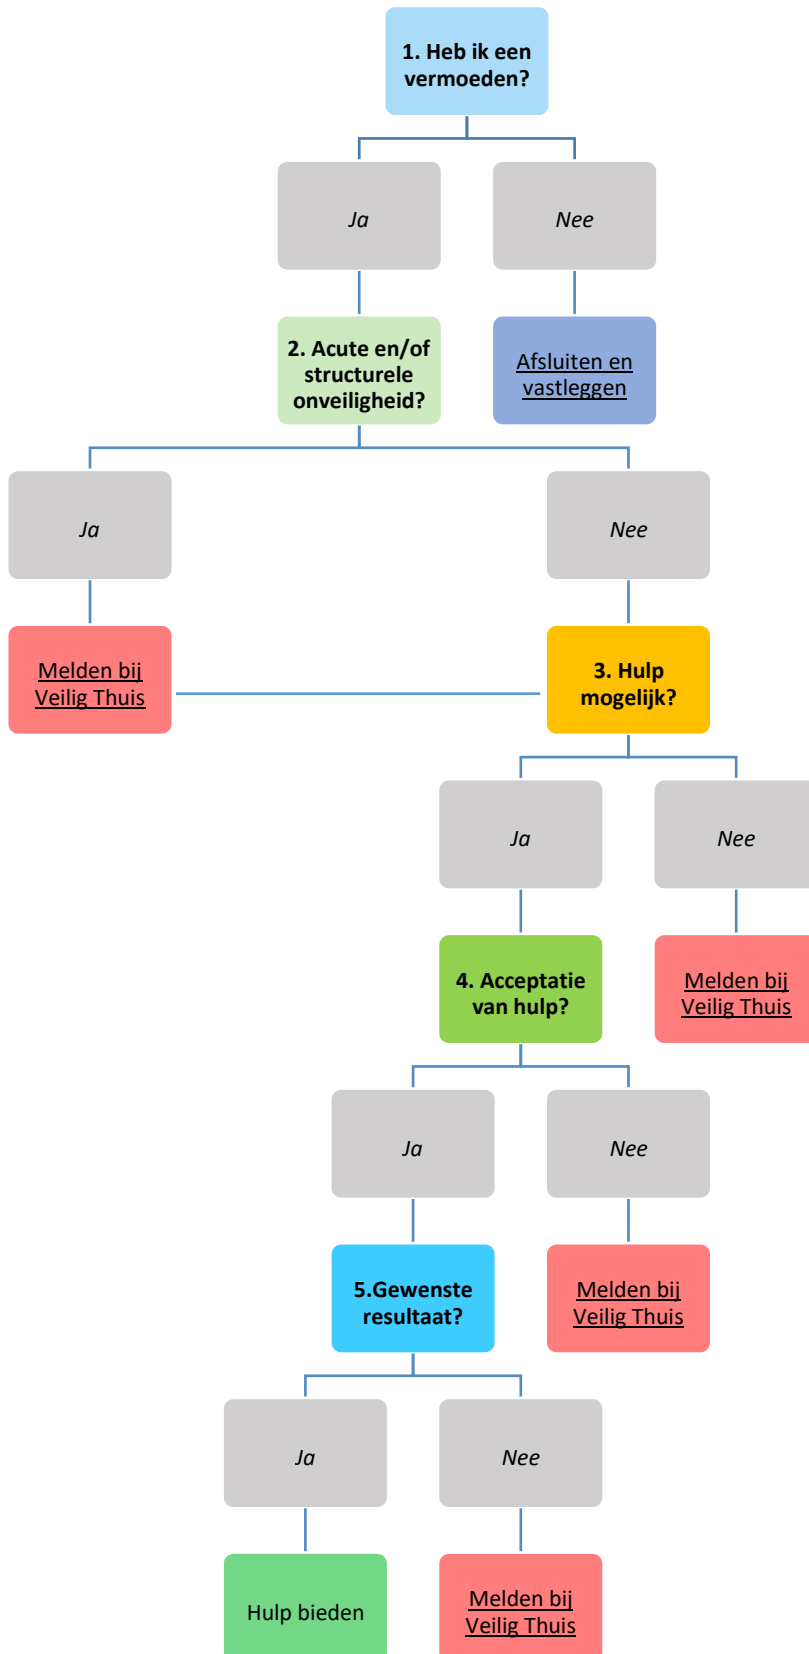 1. Heb ik een
vermoeden?
Ja
Nee
2. Acute en/of
structurele
onveiligheid?
Afsluiten en
vastleggen
Ja
Nee
Melden bij
Veilig Thuis
3. Hulp
mogelijk?
Ja
Nee
4. Acceptatie
van hulp?
Melden bij
Veilig Thuis
Ja
Nee
5.Gewenste
resultaat?
Melden bij
Veilig Thuis
Ja
Nee
Hulp bieden
Melden bij
Veilig Thuis